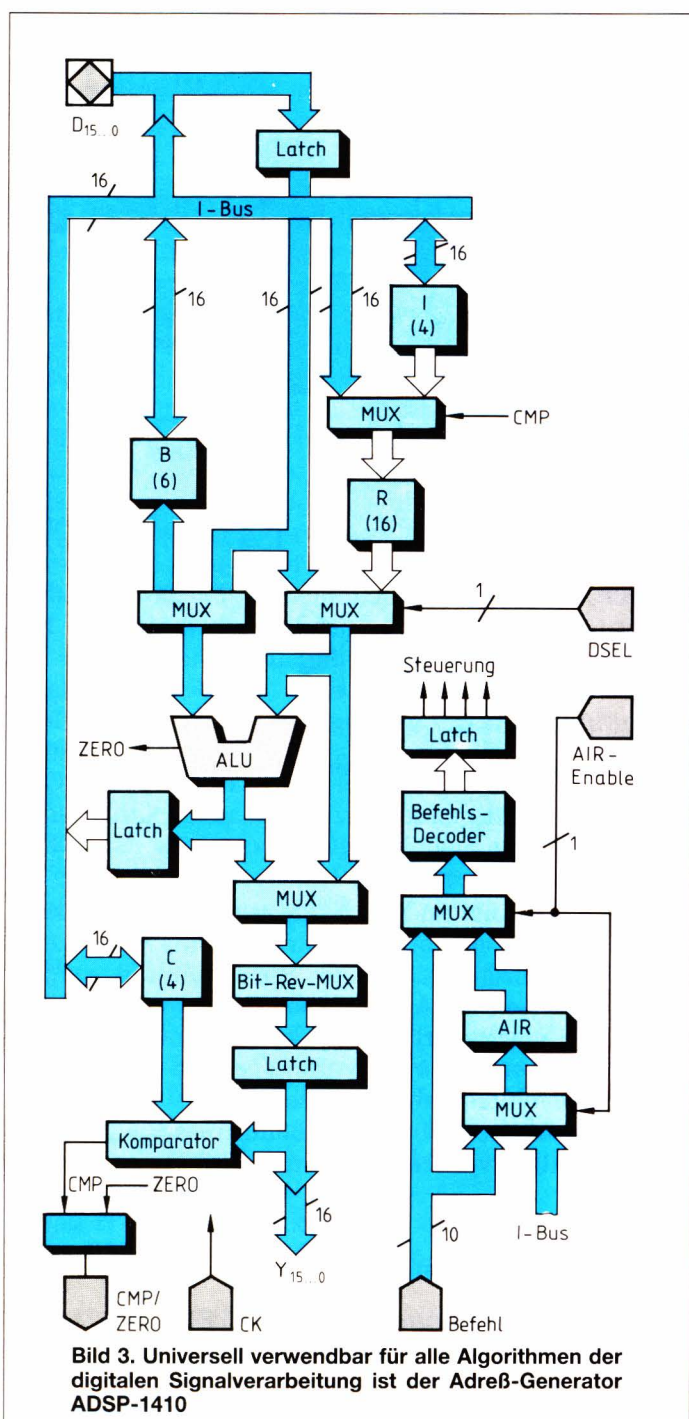 D15...0
Latch
16
I-Bus
16
16
16
16
I
(4)
MUX
CMP
B
(6)
R
(16)
MUX
MUX
1
DSEL
Steuerung
ZERO
ALU
Latch
AIR-
Enable
Latch
Befehls-
Decoder
1
MUX
MUX
16
C
(4)
Bit-Rev-MUX
AIR
Latch
MUX
Komparator
CMP
ZERO
16
10
I-Bus
Y15...0
CMP/
ZERO
CK
Befehl
Bild 3. Universell verwendbar für alle Algorithmen der
digitalen Signalverarbeitung ist der Adreß-Generator
ADSP-1410